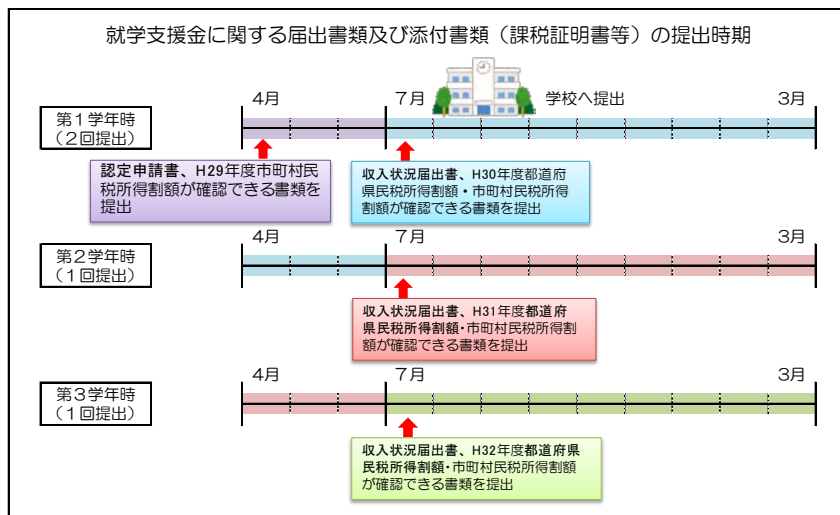 就学支援金に関する届出書類及び添付書類（課税証明書等）の提出時期
4月
7月
学校へ提出
3月
第1学年時
（2回提出）
認定申請書、H29年度市町村民
税所得割額が確認できる書類を
提出
収入状況届出書、H30年度都道府
県民税所得割額・市町村民税所得
割額が確認できる書類を提出
4月
7月
3月
第2学年時
（1回提出）
収入状況届出書、H31年度都道府
県民税所得割額・市町村民税所得割
額が確認できる書類を提出
4月
7月
3月
第3学年時
（1回提出）
収入状況届出書、H32年度都道府県
民税所得割額・市町村民税所得割額
が確認できる書類を提出